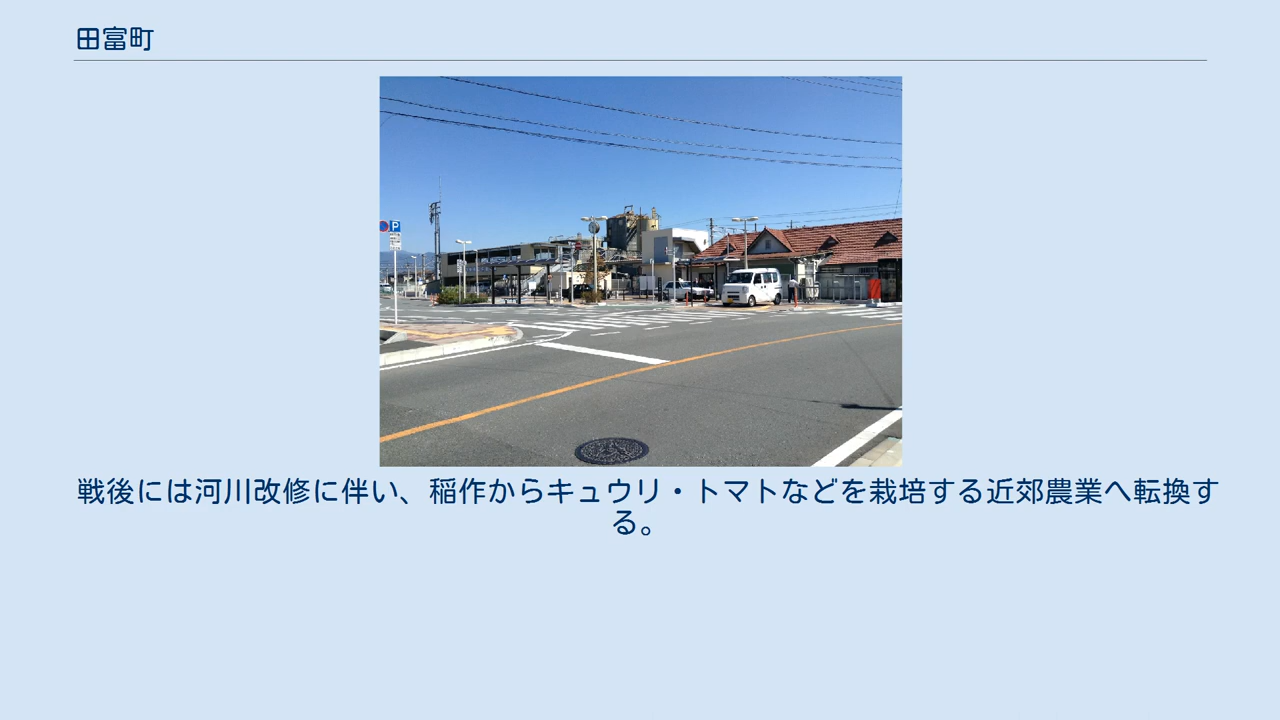 田富町
P
戦後には河川改修に伴い、稲作からキュウリ・トマトなどを栽培する近郊農業へ転換す
る。